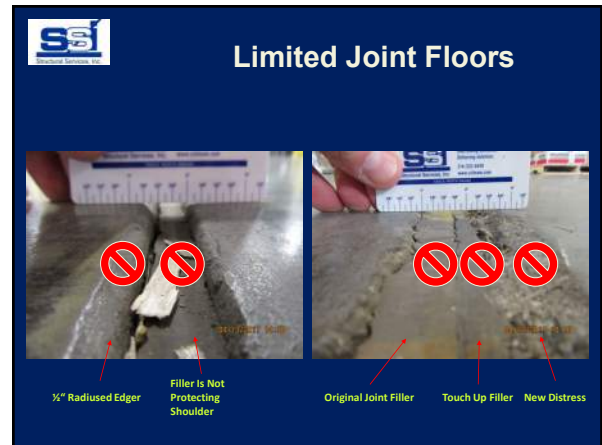 SSI
Structural Services, Inc.
Limited Joint Floors
½" Radiused Edger
Filler Is Not
Protecting
Shoulder
Original Joint Filler
Touch Up Filler
New Distress